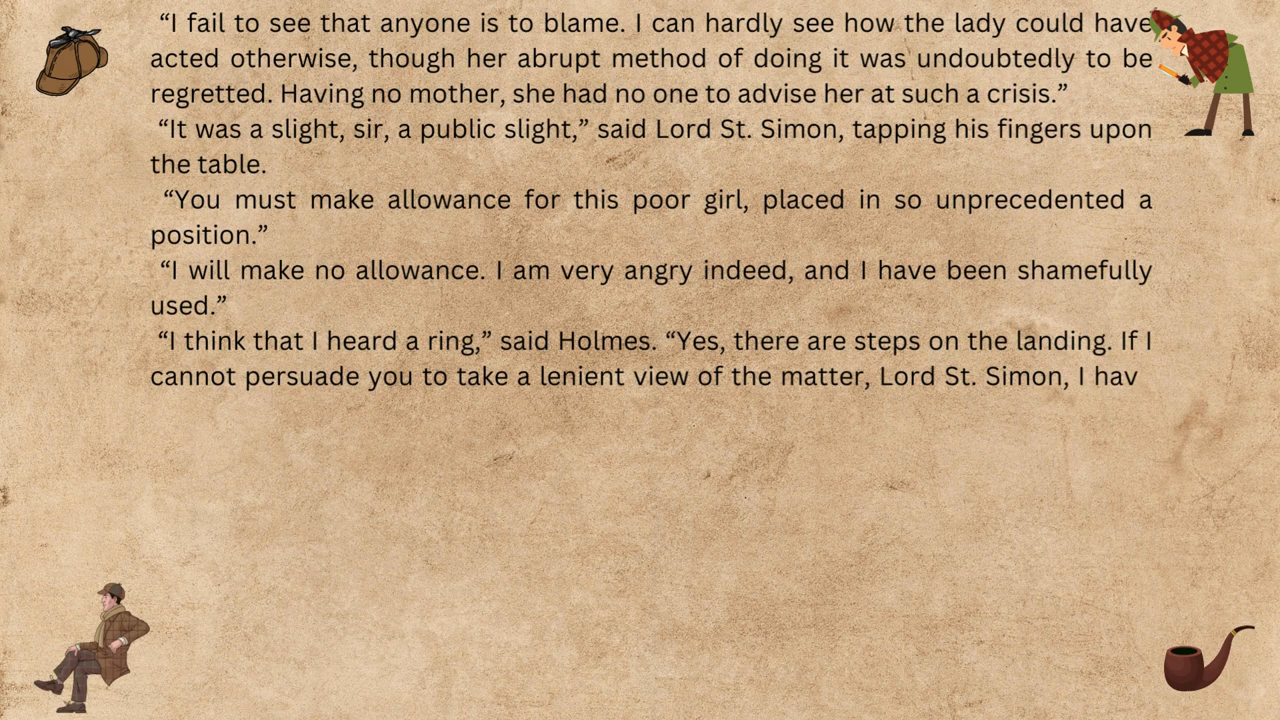 “I fail to see that anyone is to blame. I can hardly see how the lady could have
acted otherwise, though her abrupt method of doing it was undoubtedly to be
regretted. Having no mother, she had no one to advise her at such a crisis.”
“It was a slight, sir, a public slight,” said Lord St. Simon, tapping his fingers upon
the table.
“You must make allowance for this poor girl, placed in so unprecedented a
position.”
“I will make no allowance. I am very angry indeed, and I have been shamefully
used.”
“I think that I heard a ring,” said Holmes. “Yes, there are steps on the landing. If I
cannot persuade you to take a lenient view of the matter, Lord St. Simon, I hav